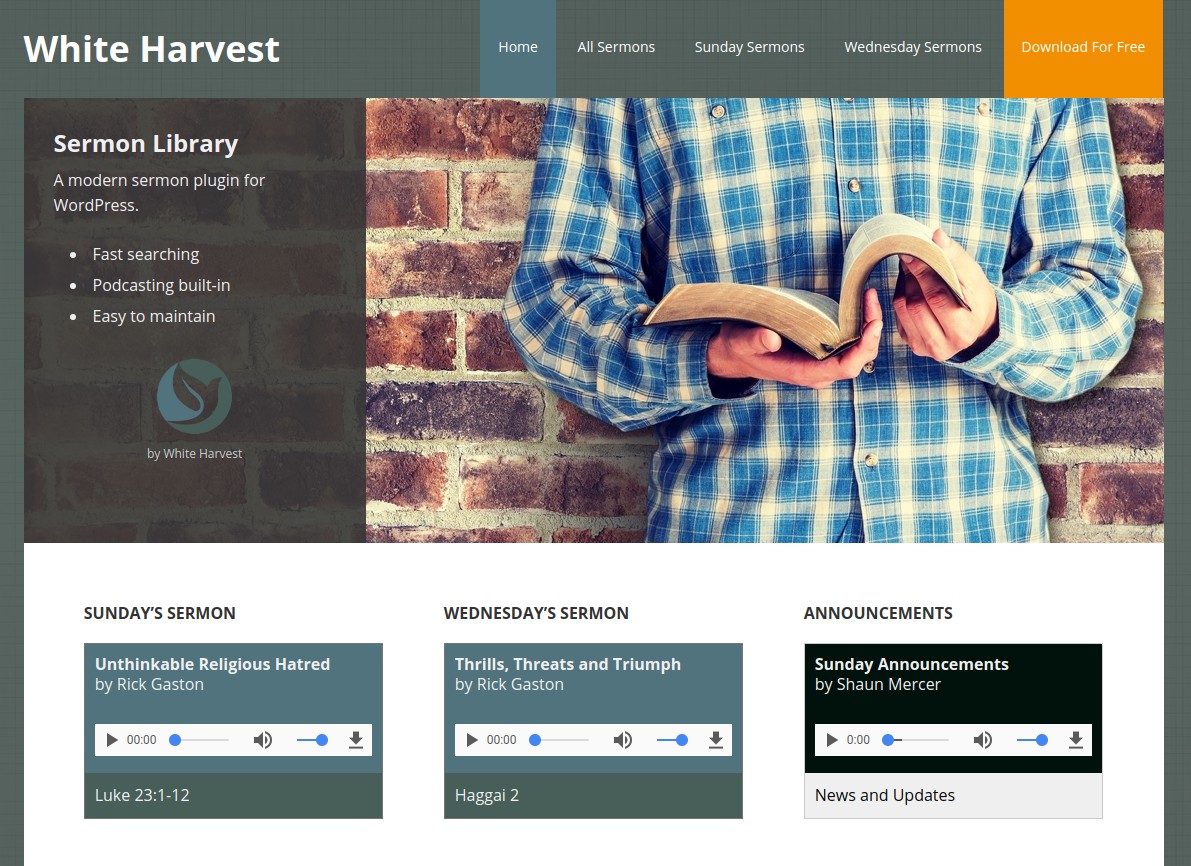 White Harvest
Home
All Sermons
Sunday Sermons
Wednesday Sermons
Download For Free
Sermon Library
A modern sermon plugin for
WordPress.
Fast searching
Podcasting built-in
Easy to maintain
by White Harvest
SUNDAY’S SERMON
Unthinkable Religious Hatred
by Rick Gaston
00:00
Luke 23:1-12
WEDNESDAY’S SERMON
Thrills, Threats and Triumph
by Rick Gaston
00:00
Haggai 2
ANNOUNCEMENTS
Sunday Announcements
by Shaun Mercer
0:00
News and Updates